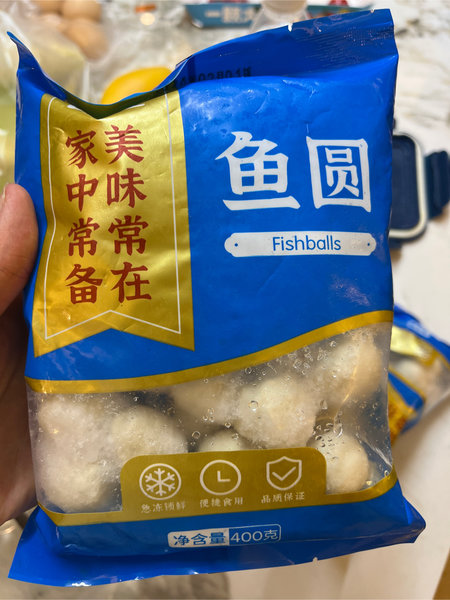 美味常在
家中常备
鱼圆
Fishballs
急冻锁鲜
便捷食用
品质保证
净含量 400克